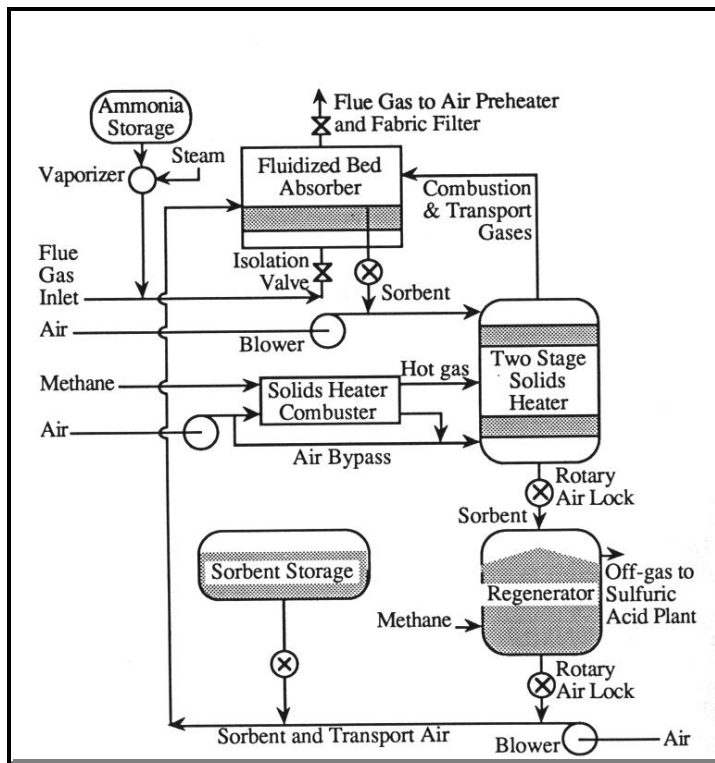 Ammonia
Storage
Flue Gas to Air Preheater
and Fabric Filter
Steam
Vaporizer
Fluidized Bed
Absorber
Combustion
& Transport
Gases
Flue
Gas
Inlet
Isolation
Valve
Sorbent
Air
Blower
Two Stage
Solids
Heater
Hot gas
Methane
Solids Heater
Combuster
Air
Air Bypass
Rotary
Air Lock
Sorbent
Sorbent Storage
Regenerator
Off-gas to
Sulfuric
Acid Plant
Methane
Rotary
Air Lock
Sorbent and Transport Air
Blower
Air